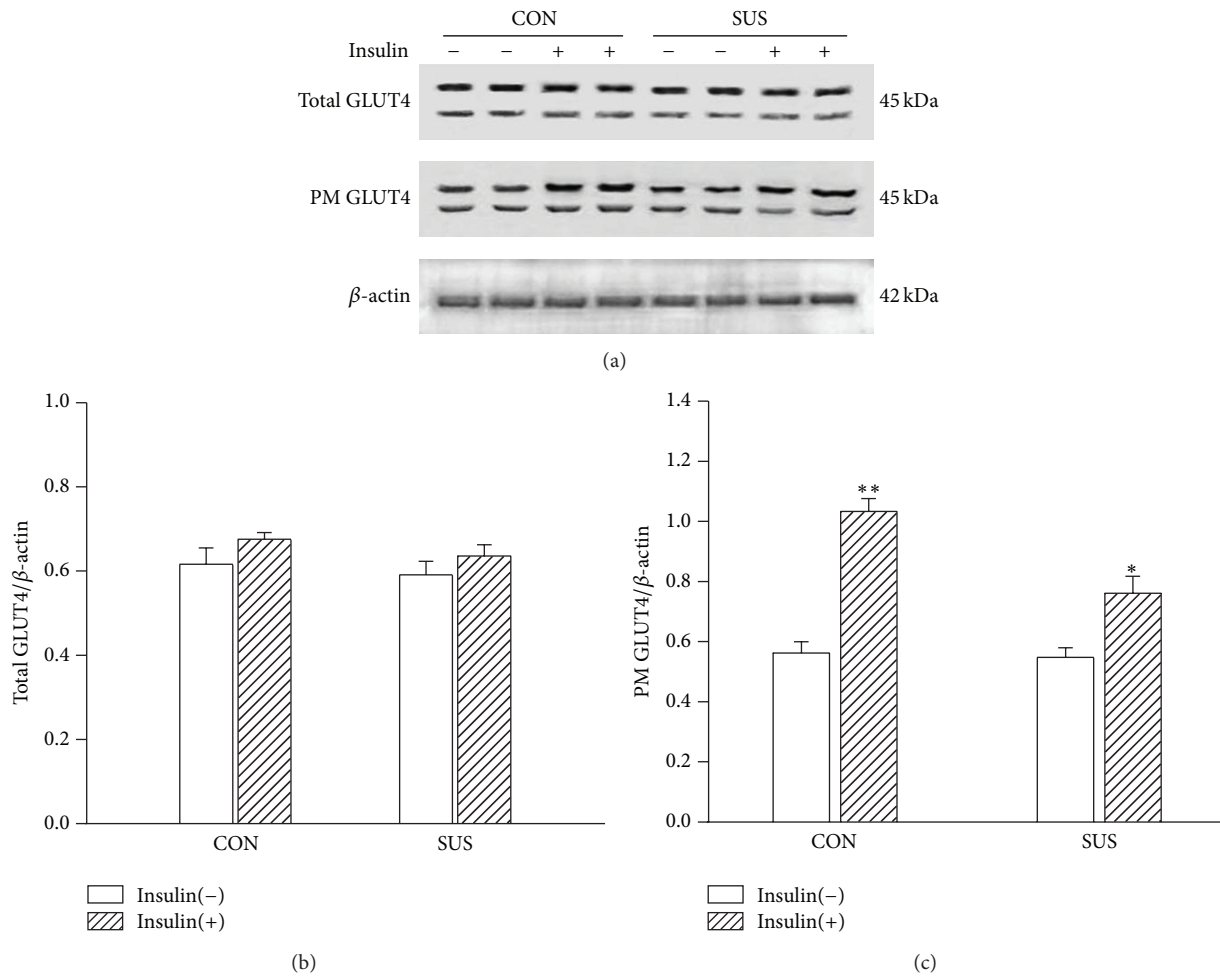 CON SUS
Insulin − − + + − − + +
Total GLUT4 45 kDa
PM GLUT4 45 kDa
β-actin 42 kDa
(a)
1.0
0.8
0.6
0.4
0.2
0.0
Total GLUT4/β-actin
CON SUS
Insulin(−)
Insulin(+)
(b)
1.4
1.2
1.0
0.8
0.6
0.4
0.2
0.0
PM GLUT4/β-actin
**
*
CON SUS
Insulin(−)
Insulin(+)
(c)